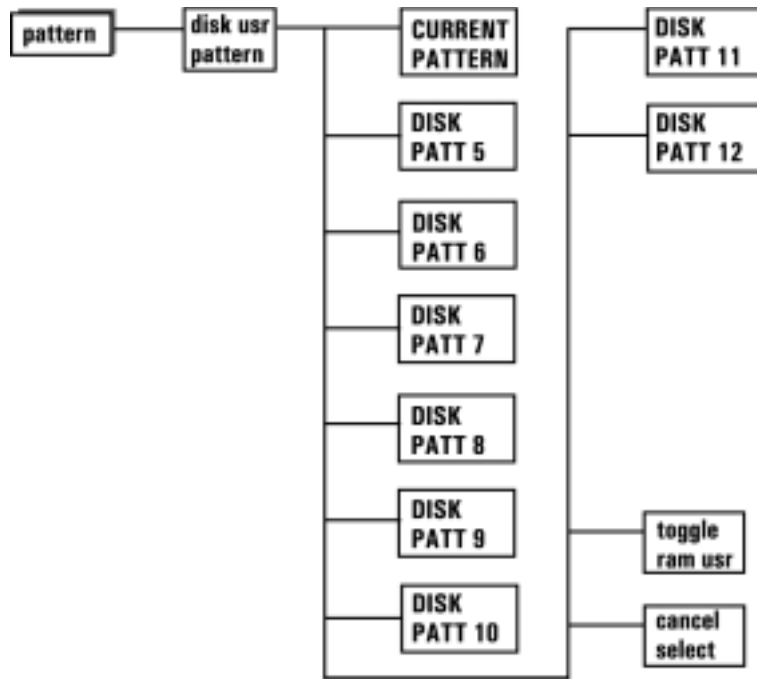 pattern
disk usr
pattern
CURRENT
PATTERN
DISK
PATT 5
DISK
PATT 6
DISK
PATT 7
DISK
PATT 8
DISK
PATT 9
DISK
PATT 10
DISK
PATT 11
DISK
PATT 12
toggle
ram usr
cancel
select